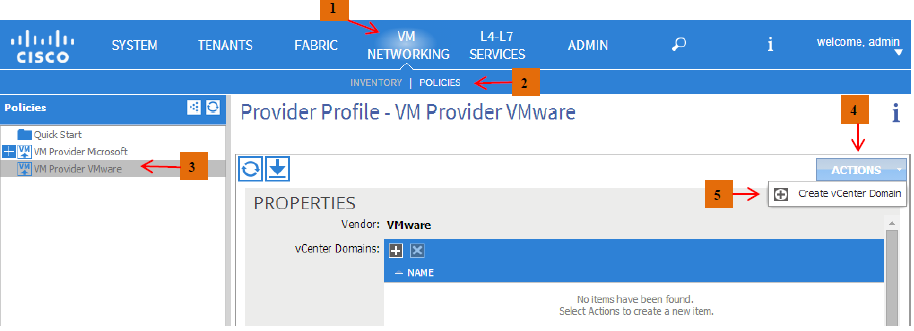 1
CISCO
SYSTEM
TENANTS
FABRIC
VM
NETWORKING
L4-L7
SERVICES
ADMIN
i
welcome, admin
INVENTORY | POLICIES
2
Policies
Quick Start
VM Provider Microsoft
VM Provider VMware
3
Provider Profile - VM Provider VMware
i
4
ACTIONS
5
Create vCenter Domain
PROPERTIES
Vendor: VMware
vCenter Domains:
NAME
No items have been found.
Select Actions to create a new item.